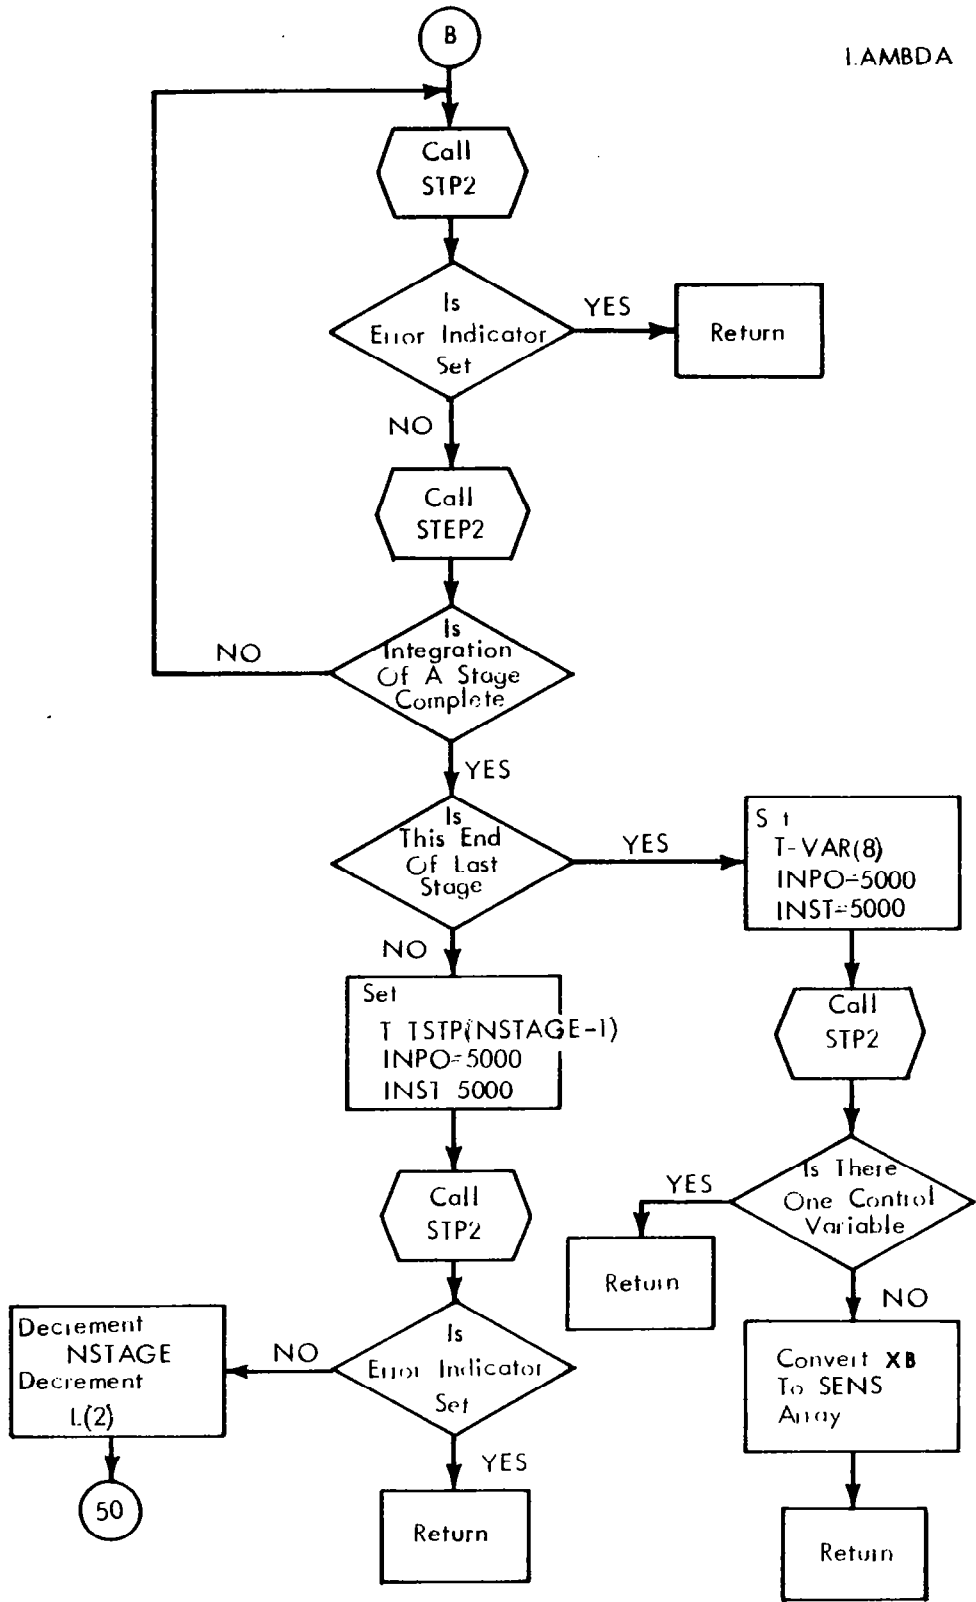 B
LAMBDA
Call
STP2
Is
Error Indicator
Set
YES
Return
NO
Call
STEP2
Is
Integration
Of A Stage
Complete
NO
YES
Is
This End
Of Last
Stage
YES
S t
T-VAR(8)
INPO=5000
INST=5000
NO
Set
T TSTP(NSTAGE-1)
INPO=5000
INST 5000
Call
STP2
Is There
One Control
Variable
YES
Return
NO
Convert XB
To SENS
Array
Return
Call
STP2
Is
Error Indicator
Set
NO
Decrement
NSTAGE
Decrement
L(2)
50
YES
Return